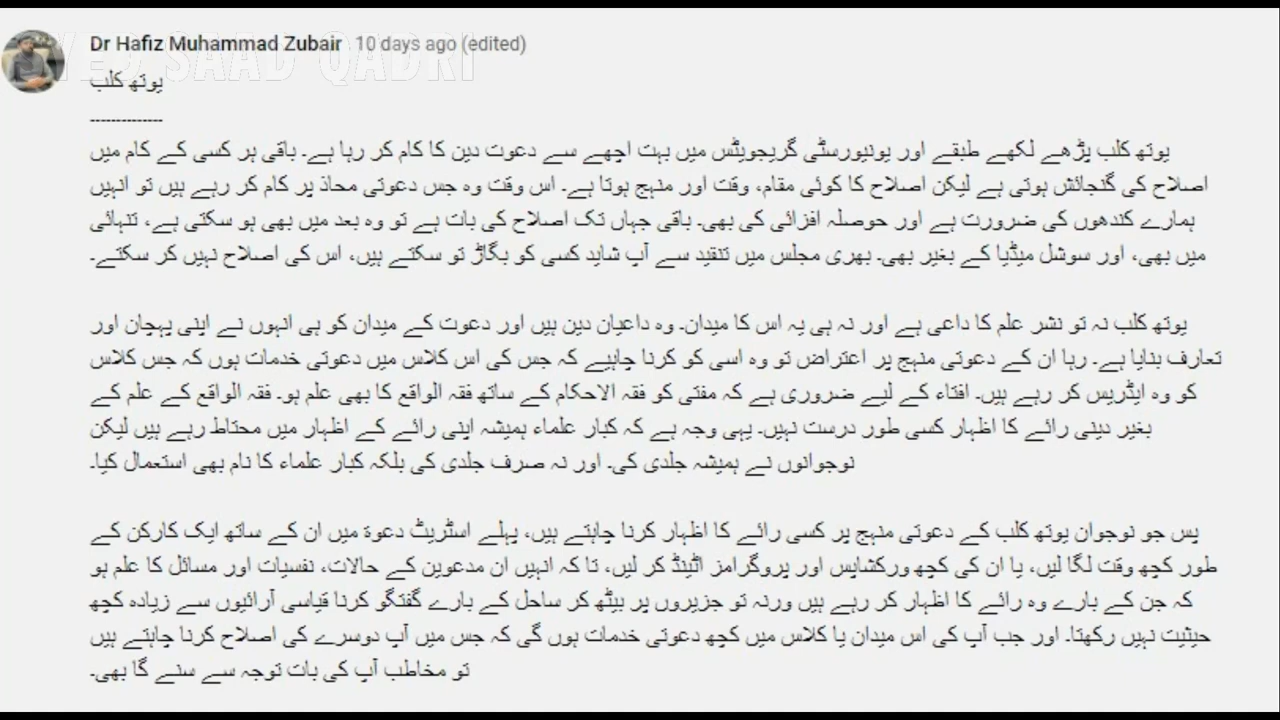 Dr Hafiz Muhammad Zubair 10 days ago (edited)
YED SAAD QADRI
یوتھ کلب
--------------
یوتھ کلب پڑھے لکھے طبقے اور یونیورسٹی گریجویٹس میں بہت اچھے سے دعوت دین کا کام کر رہا ہے۔ باقی ہر کسی کے کام میں
اصلاح کی گنجائش ہوتی ہے لیکن اصلاح کا کوئی مقام، وقت اور منہج ہوتا ہے۔ اس وقت وہ جس دعوتی محاذ پر کام کر رہے ہیں تو انہیں
ہمارے کندھوں کی ضرورت ہے اور حوصلہ افزائی کی بھی۔ باقی جہاں تک اصلاح کی بات ہے تو وہ بعد میں بھی ہو سکتی ہے، تنہائی
میں بھی، اور سوشل میڈیا کے بغیر بھی۔ بھری مجلس میں تنقید سے آپ شاید کسی کو بگاڑ تو سکتے ہیں، اس کی اصلاح نہیں کر سکتے۔
یوتھ کلب نہ تو نشر علم کا داعی ہے اور نہ ہی یہ اس کا میدان۔ وہ داعیان دین ہیں اور دعوت کے میدان کو ہی انہوں نے اپنی پہچان اور
تعارف بنایا ہے۔ رہا ان کے دعوتی منہج پر اعتراض تو وہ اسی کو کرنا چاہیے کہ جس کی اس کلاس میں دعوتی خدمات ہوں کہ جس کلاس
کو وہ ایڈریس کر رہے ہیں۔ افتاء کے لیے ضروری ہے کہ مفتی کو فقہ الاحکام کے ساتھ فقہ الواقع کا بھی علم ہو۔ فقہ الواقع کے علم کے
بغیر دینی رائے کا اظہار کسی طور درست نہیں۔ یہی وجہ ہے کہ کبار علماء ہمیشہ اپنی رائے کے اظہار میں محتاط رہے ہیں لیکن
نوجوانوں نے ہمیشہ جلدی کی۔ اور نہ صرف جلدی کی بلکہ کبار علماء کا نام بھی استعمال کیا۔
پس جو نوجوان یوتھ کلب کے دعوتی منہج پر کسی رائے کا اظہار کرنا چاہتے ہیں، پہلے اسٹریٹ دعوۃ میں ان کے ساتھ ایک کارکن کے
طور کچھ وقت لگا لیں، یا ان کی کچھ ورکشاپس اور پروگرامز اٹینڈ کر لیں، تا کہ انہیں ان مدعوین کے حالات، نفسیات اور مسائل کا علم ہو
کہ جن کے بارے وہ رائے کا اظہار کر رہے ہیں ورنہ تو جزیروں پر بیٹھ کر ساحل کے بارے گفتگو کرنا قیاسی آرائیوں سے زیادہ کچھ
حیثیت نہیں رکھتا۔ اور جب آپ کی اس میدان یا کلاس میں کچھ دعوتی خدمات ہوں گی کہ جس میں آپ دوسرے کی اصلاح کرنا چاہتے ہیں
تو مخاطب آپ کی بات توجہ سے سنے گا بھی۔